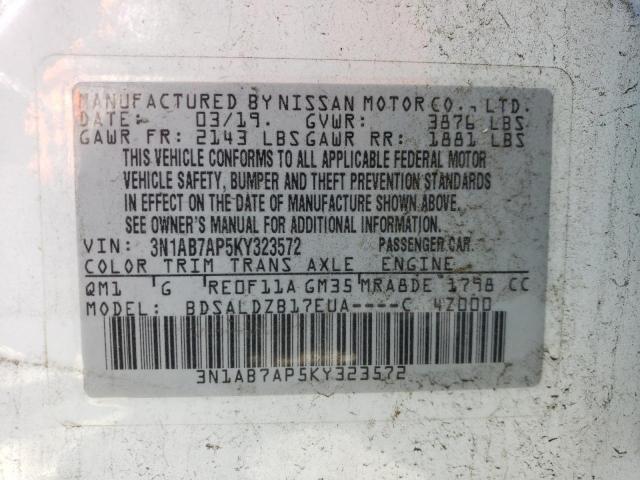 MANUFACTURED BY NISSAN MOTOR CO., LTD.
DATE: 03/19. GVWR: 3876 LBS
GAWR FR: 2143 LBS GAWR RR: 1881 LBS
THIS VEHICLE CONFORMS TO ALL APPLICABLE FEDERAL MOTOR
VEHICLE SAFETY, BUMPER AND THEFT PREVENTION STANDARDS
IN EFFECT ON THE DATE OF MANUFACTURE SHOWN ABOVE.
SEE OWNER'S MANUAL FOR ADDITIONAL INFORMATION.
VIN: 3N1AB7AP5KY323572 PASSENGER CAR
COLOR TRIM TRANS AXLE ENGINE
QM1 G RE0F11A GM35 MRA8DE 1798 CC
MODEL: BDSALDZB17EUA----C 4Z000
3N1AB7AP5KY323572